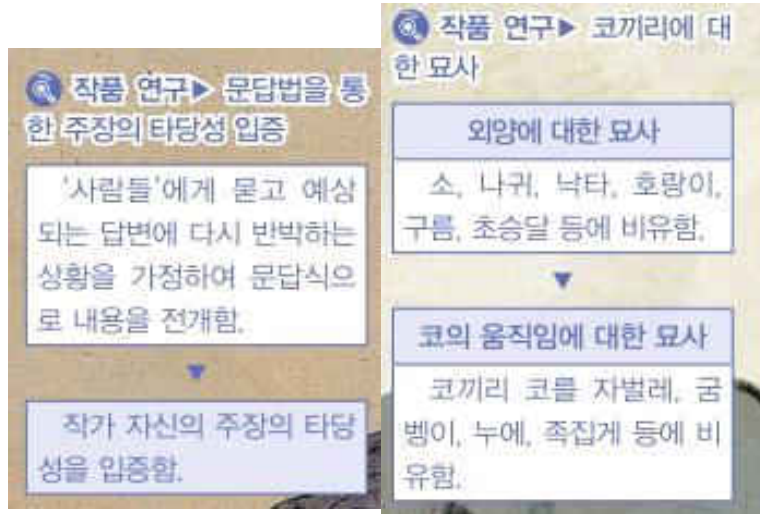 작품 연구▶ 문답법을 통
한 주장의 타당성 입증
'사람들'에게 묻고 예상
되는 답변에 다시 반박하는
상황을 가정하여 문답식으
로 내용을 전개함.
▼
작가 자신의 주장의 타당
성을 입증함.
작품 연구▶ 코끼리에 대
한 묘사
외양에 대한 묘사
소, 나귀, 낙타, 호랑이,
구름, 초승달 등에 비유함.
▼
코의 움직임에 대한 묘사
코끼리 코를 자벌레, 굼
벵이, 누에, 족집게 등에 비
유함.